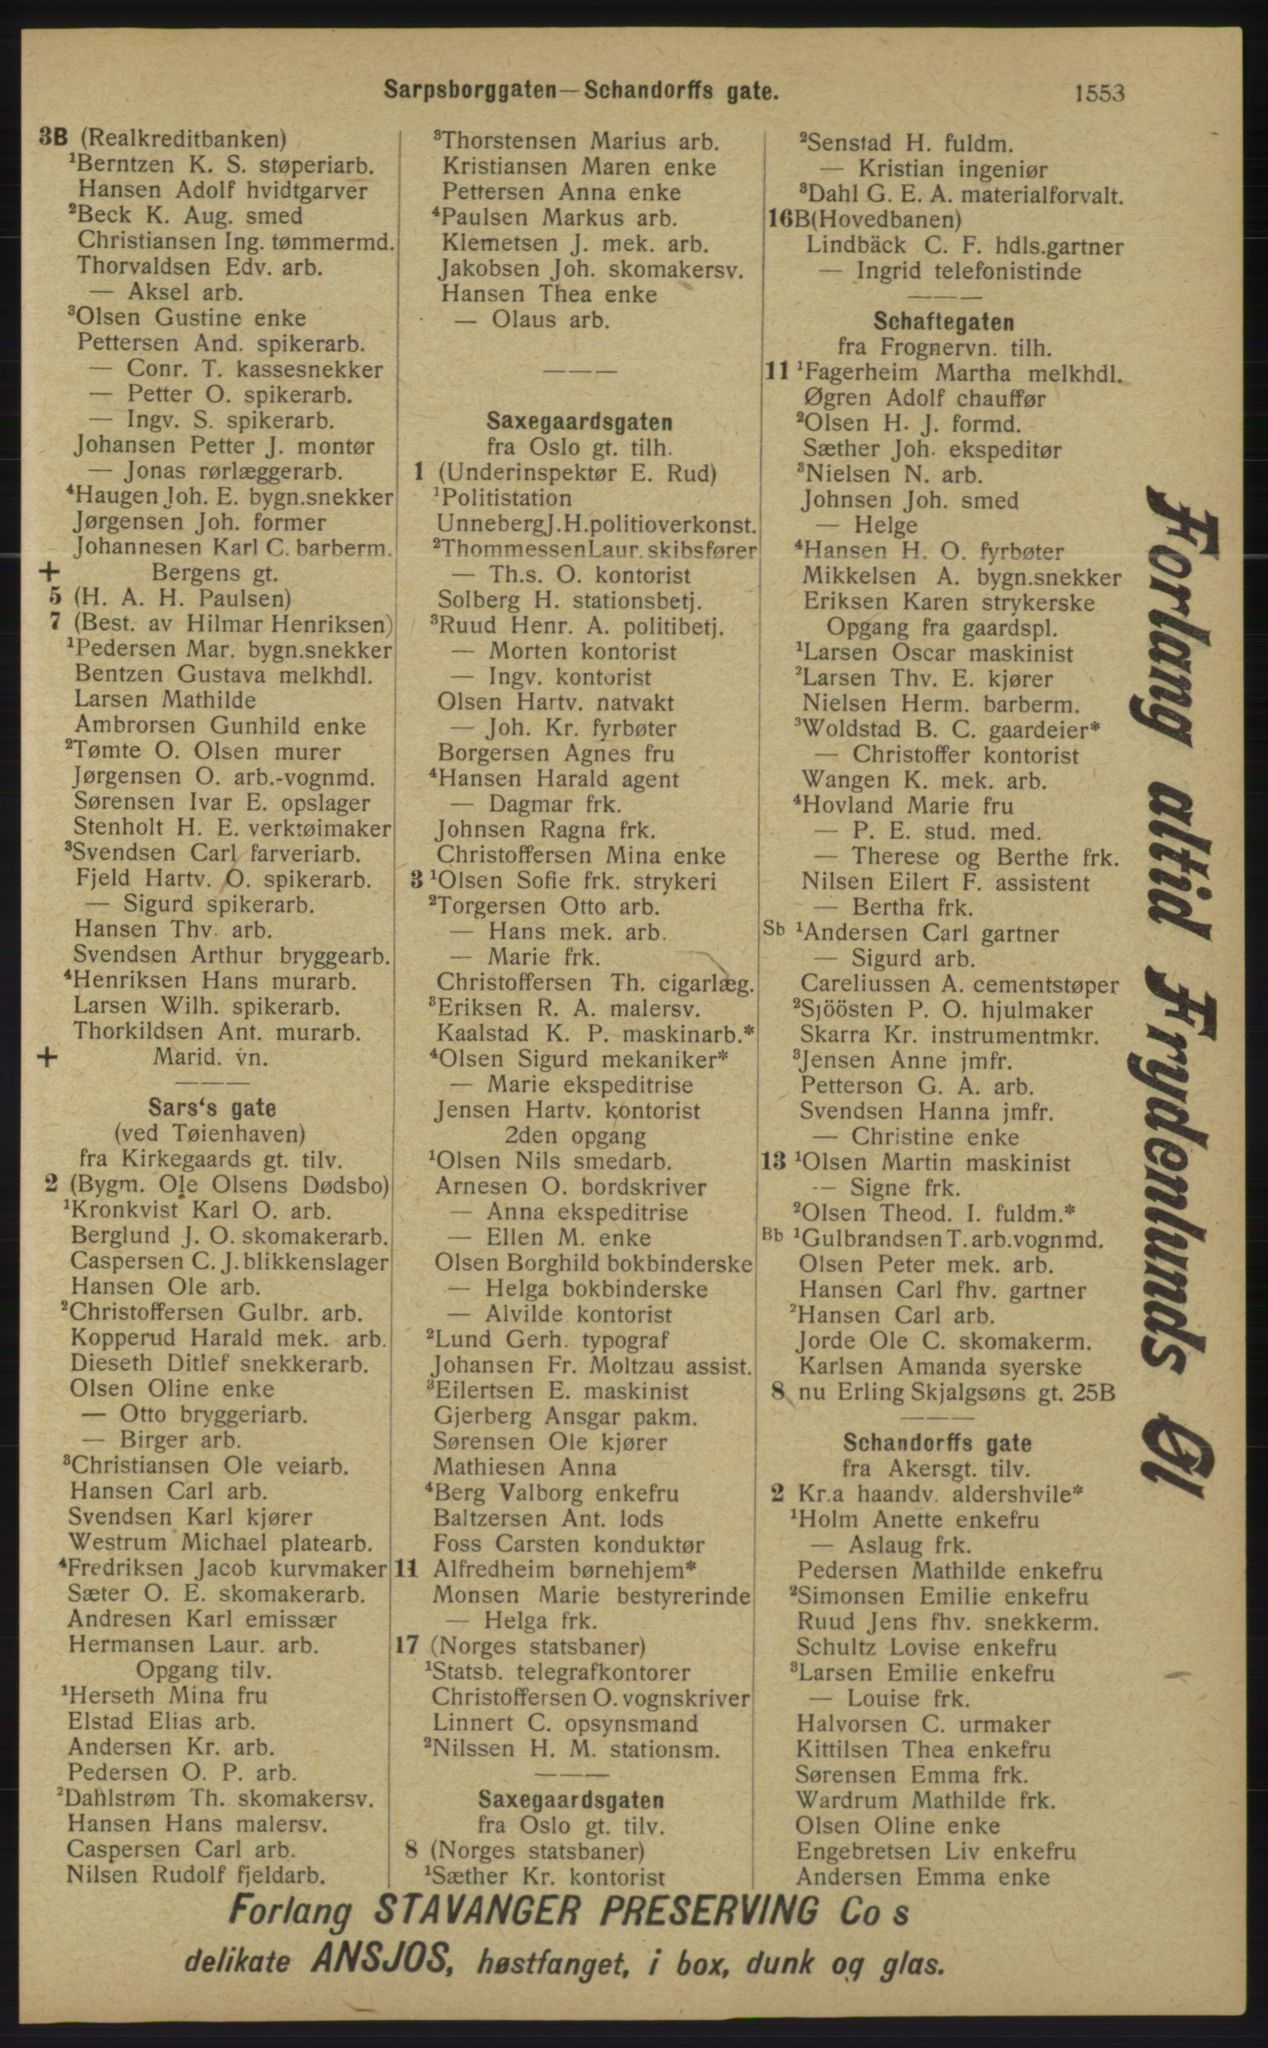 Sarpsborggaten—Schandorffs gate.
1553
3B (Realkreditbanken)
¹Berntzen K. S. støperiarb.
Hansen Adolf hvidtgarver
²Beck K. Aug. smed
Christiansen Ing. tømmermd.
Thorvaldsen Edv. arb.
— Aksel arb.
³Olsen Gustine enke
Pettersen And. spikerarb.
— Conr. T. kassesnekker
— Petter O. spikerarb.
— Ingv. S. spikerarb.
Johansen Petter J. montør
— Jonas rørlæggerarb.
⁴Haugen Joh. E. bygn.snekker
Jørgensen Joh. former
Johannesen Karl C. barberm.
+ Bergens gt.
5 (H. A. H. Paulsen)
7 (Best. av Hilmar Henriksen)
¹Pedersen Mar. bygn.snekker
Bentzen Gustava melkhdl.
Larsen Mathilde
Ambrorsen Gunhild enke
²Tømte O. Olsen murer
Jørgensen O. arb.-vognmd.
Sørensen Ivar E. opslager
Stenholt H. E. verktøimaker
³Svendsen Carl farveriarb.
Fjeld Hartv. O. spikerarb.
— Sigurd spikerarb.
Hansen Thv. arb.
Svendsen Arthur bryggearb.
⁴Henriksen Hans murarb.
Larsen Wilh. spikerarb.
Thorkildsen Ant. murarb.
+ Marid. vn.
———
Sars's gate
(ved Tøienhaven)
fra Kirkegaards gt. tilv.
2 (Bygm. Ole Olsens Dødsbo)
¹Kronkvist Karl O. arb.
Berglund J. O. skomakerarb.
Caspersen C. J. blikkenslager
Hansen Ole arb.
²Christoffersen Gulbr. arb.
Kopperud Harald mek. arb.
Dieseth Ditlef snekkerarb.
Olsen Oline enke
— Otto bryggeriarb.
— Birger arb.
³Christiansen Ole veiarb.
Hansen Carl arb.
Svendsen Karl kjører
Westrum Michael platearb.
⁴Fredriksen Jacob kurvmaker
Sæter O. E. skomakerarb.
Andresen Karl emissær
Hermansen Laur. arb.
Opgang tilv.
¹Herseth Mina fru
Elstad Elias arb.
Andersen Kr. arb.
Pedersen O. P. arb.
²Dahlstrøm Th. skomakersv.
Hansen Hans malersv.
Caspersen Carl arb.
Nilsen Rudolf fjeldarb.
³Thorstensen Marius arb.
Kristiansen Maren enke
Pettersen Anna enke
⁴Paulsen Markus arb.
Klemetsen J. mek. arb.
Jakobsen Joh. skomakersv.
Hansen Thea enke
— Olaus arb.
———
Saxegaardsgaten
fra Oslo gt. tilh.
1 (Underinspektør E. Rud)
¹Politistation
Unneberg J. H. politioverkonst.
²Thommessen Laur. skibsfører
— Th.s. O. kontorist
Solberg H. stationsbetj.
³Ruud Henr. A. politibetj.
— Morten kontorist
— Ingv. kontorist
Olsen Hartv. natvakt
— Joh. Kr. fyrbøter
Borgersen Agnes fru
⁴Hansen Harald agent
— Dagmar frk.
Johnsen Ragna frk.
Christoffersen Mina enke
3 ¹Olsen Sofie frk. strykeri
²Torgersen Otto arb.
— Hans mek. arb.
— Marie frk.
Christoffersen Th. cigarlæg.
³Eriksen R. A. malersv.
Kaalstad K. P. maskinarb.*
⁴Olsen Sigurd mekaniker*
— Marie ekspeditrise
Jensen Hartv. kontorist
2den opgang
¹Olsen Nils smedarb.
Arnesen O. bordskriver
— Anna ekspeditrise
— Ellen M. enke
Olsen Borghild bokbinderske
— Helga bokbinderske
— Alvilde kontorist
²Lund Gerh. typograf
Johansen Fr. Moltzau assist.
³Eilertsen E. maskinist
Gjerberg Ansgar pakm.
Sørensen Ole kjører
Mathiesen Anna
⁴Berg Valborg enkefru
Baltzersen Ant. lods
Foss Carsten konduktør
11 Alfredheim børnehjem*
Monsen Marie bestyrerinde
— Helga frk.
17 (Norges statsbaner)
¹Statsb. telegrafkontorer
Christoffersen O. vognskriver
Linnert C. opsynsmand
²Nilssen H. M. stationsm.
———
Saxegaardsgaten
fra Oslo gt. tilv.
8 (Norges statsbaner)
¹Sæther Kr. kontorist
²Senstad H. fuldm.
— Kristian ingeniør
³Dahl G. E. A. materialforvalt.
16B (Hovedbanen)
Lindbäck C. F. hdls.gartner
— Ingrid telefonistinde
———
Schaftegaten
fra Frognervn. tilh.
11 ¹Fagerheim Martha melkhdl.
Øgren Adolf chauffør
²Olsen H. J. formd.
Sæther Joh. ekspeditør
³Nielsen N. arb.
Johnsen Joh. smed
— Helge
⁴Hansen H. O. fyrbøter
Mikkelsen A. bygn.snekker
Eriksen Karen strykerske
Opgang fra gaardspl.
¹Larsen Oscar maskinist
²Larsen Thv. E. kjører
Nielsen Herm. barberm.
³Woldstad B. C. gaardeier*
— Christoffer kontorist
Wangen K. mek. arb.
⁴Hovland Marie fru
— P. E. stud. med.
— Therese og Berthe frk.
Nilsen Eilert F. assistent
— Bertha frk.
Sb ¹Andersen Carl gartner
— Sigurd arb.
Careliussen A. cementstøper
²Sjöösten P. O. hjulmaker
Skarra Kr. instrumentmkr.
³Jensen Anne jmfr.
Petterson G. A. arb.
Svendsen Hanna jmfr.
— Christine enke
13 ¹Olsen Martin maskinist
— Signe frk.
²Olsen Theod. I. fuldm.*
Bb ¹Gulbrandsen T. arb.vognmd.
Olsen Peter mek. arb.
Hansen Carl fhv. gartner
²Hansen Carl arb.
Jorde Ole C. skomakerm.
Karlsen Amanda syerske
8 nu Erling Skjalgsøns gt. 25B
———
Schandorffs gate
fra Akersgt. tilv.
2 Kr.a haandv. aldershvile*
¹Holm Anette enkefru
— Aslaug frk.
Pedersen Mathilde enkefru
²Simonsen Emilie enkefru
Ruud Jens fhv. snekkerm.
Schultz Lovise enkefru
³Larsen Emilie enkefru
— Louise frk.
Halvorsen C. urmaker
Kittilsen Thea enkefru
Sørensen Emma frk.
Wardrum Mathilde frk.
Olsen Oline enke
Engebretsen Liv enkefru
Andersen Emma enke
Forlang altid Frydenlunds Øl
Forlang STAVANGER PRESERVING Co s
delikate ANSJOS, høstfanget, i box, dunk og glas.